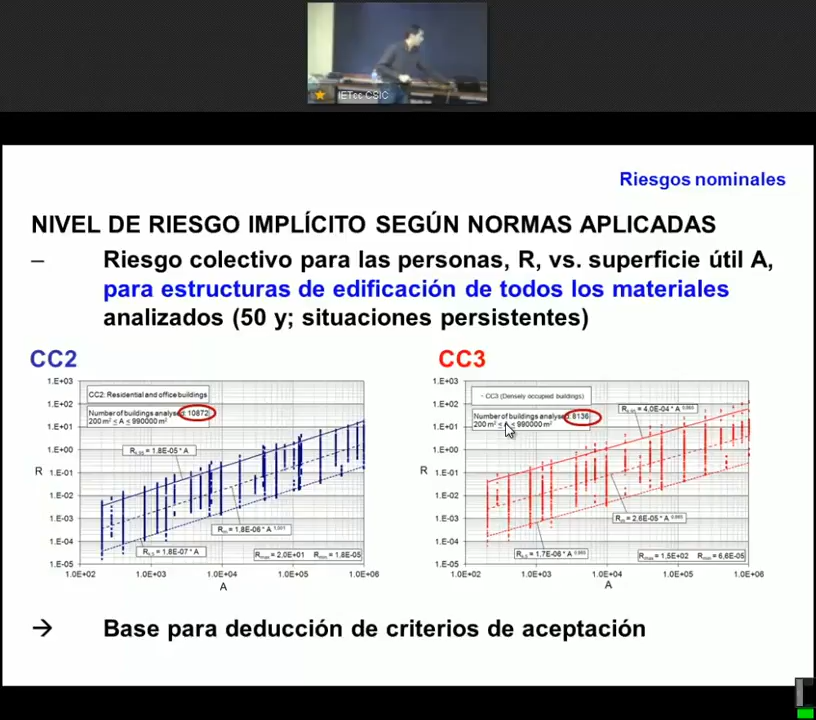 IETcc CSIC
Riesgos nominales
NIVEL DE RIESGO IMPLÍCITO SEGÚN NORMAS APLICADAS
– Riesgo colectivo para las personas, R, vs. superficie útil A,
para estructuras de edificación de todos los materiales
analizados (50 y; situaciones persistentes)
CC2
1.E+03
1.E+02
1.E+01
1.E+00
1.E-01
1.E-02
1.E-03
1.E-04
1.E-05
R
CC2: Residential and office buildings
Number of buildings analysed: 10872
200 m² ≤ A ≤ 990000 m²
= 1.8E-05* A
Rm = 1.8E-06* A
= 1.8E-07* A
Rmax = 2.0E+01 Rmin = 1.8E-05
1.0E+02
1.0E+03
1.0E+04
1.0E+05
1.0E+06
A
CC3
1.E+03
1.E+02
1.E+01
1.E+00
1.E-01
1.E-02
1.E-03
1.E-04
1.E-05
R
CC3 (Densely occupied buildings)
Number of buildings analysed: 8136
200 m² ≤ A ≤ 990000 m²
= 4.0E-04* A
Rm = 2.6E-05* A
= 1.7E-06* A
Rmax = 1.5E+02 Rmin = 6.6E-05
1.0E+02
1.0E+03
1.0E+04
1.0E+05
1.0E+06
A
→ Base para deducción de criterios de aceptación